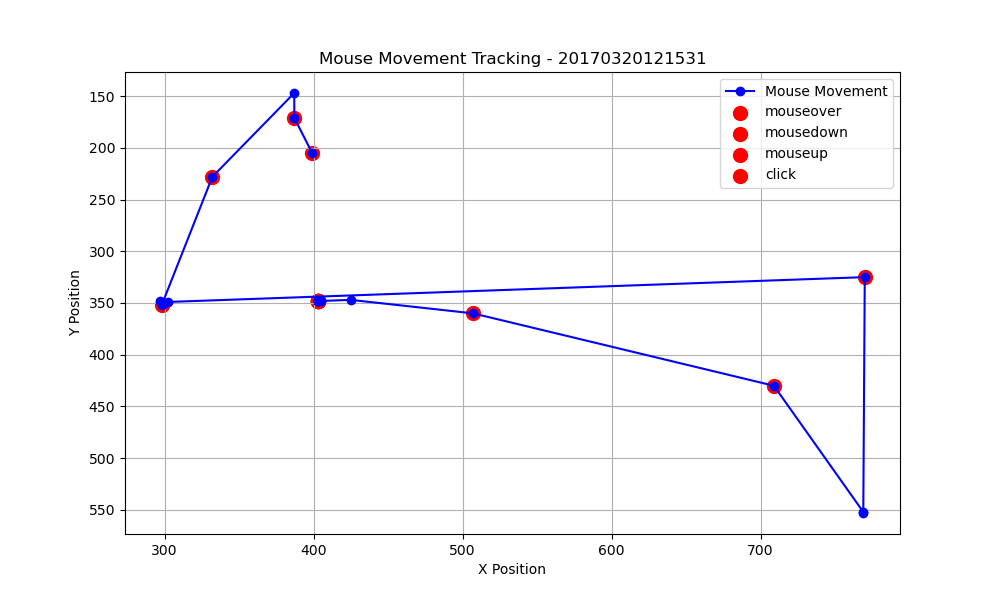 Mouse Movement Tracking - 20170320121531
Mouse Movement
mouseover
mousedown
mouseup
click
150
200
250
300
350
400
450
500
550
Y Position
300 400 500 600 700
X Position